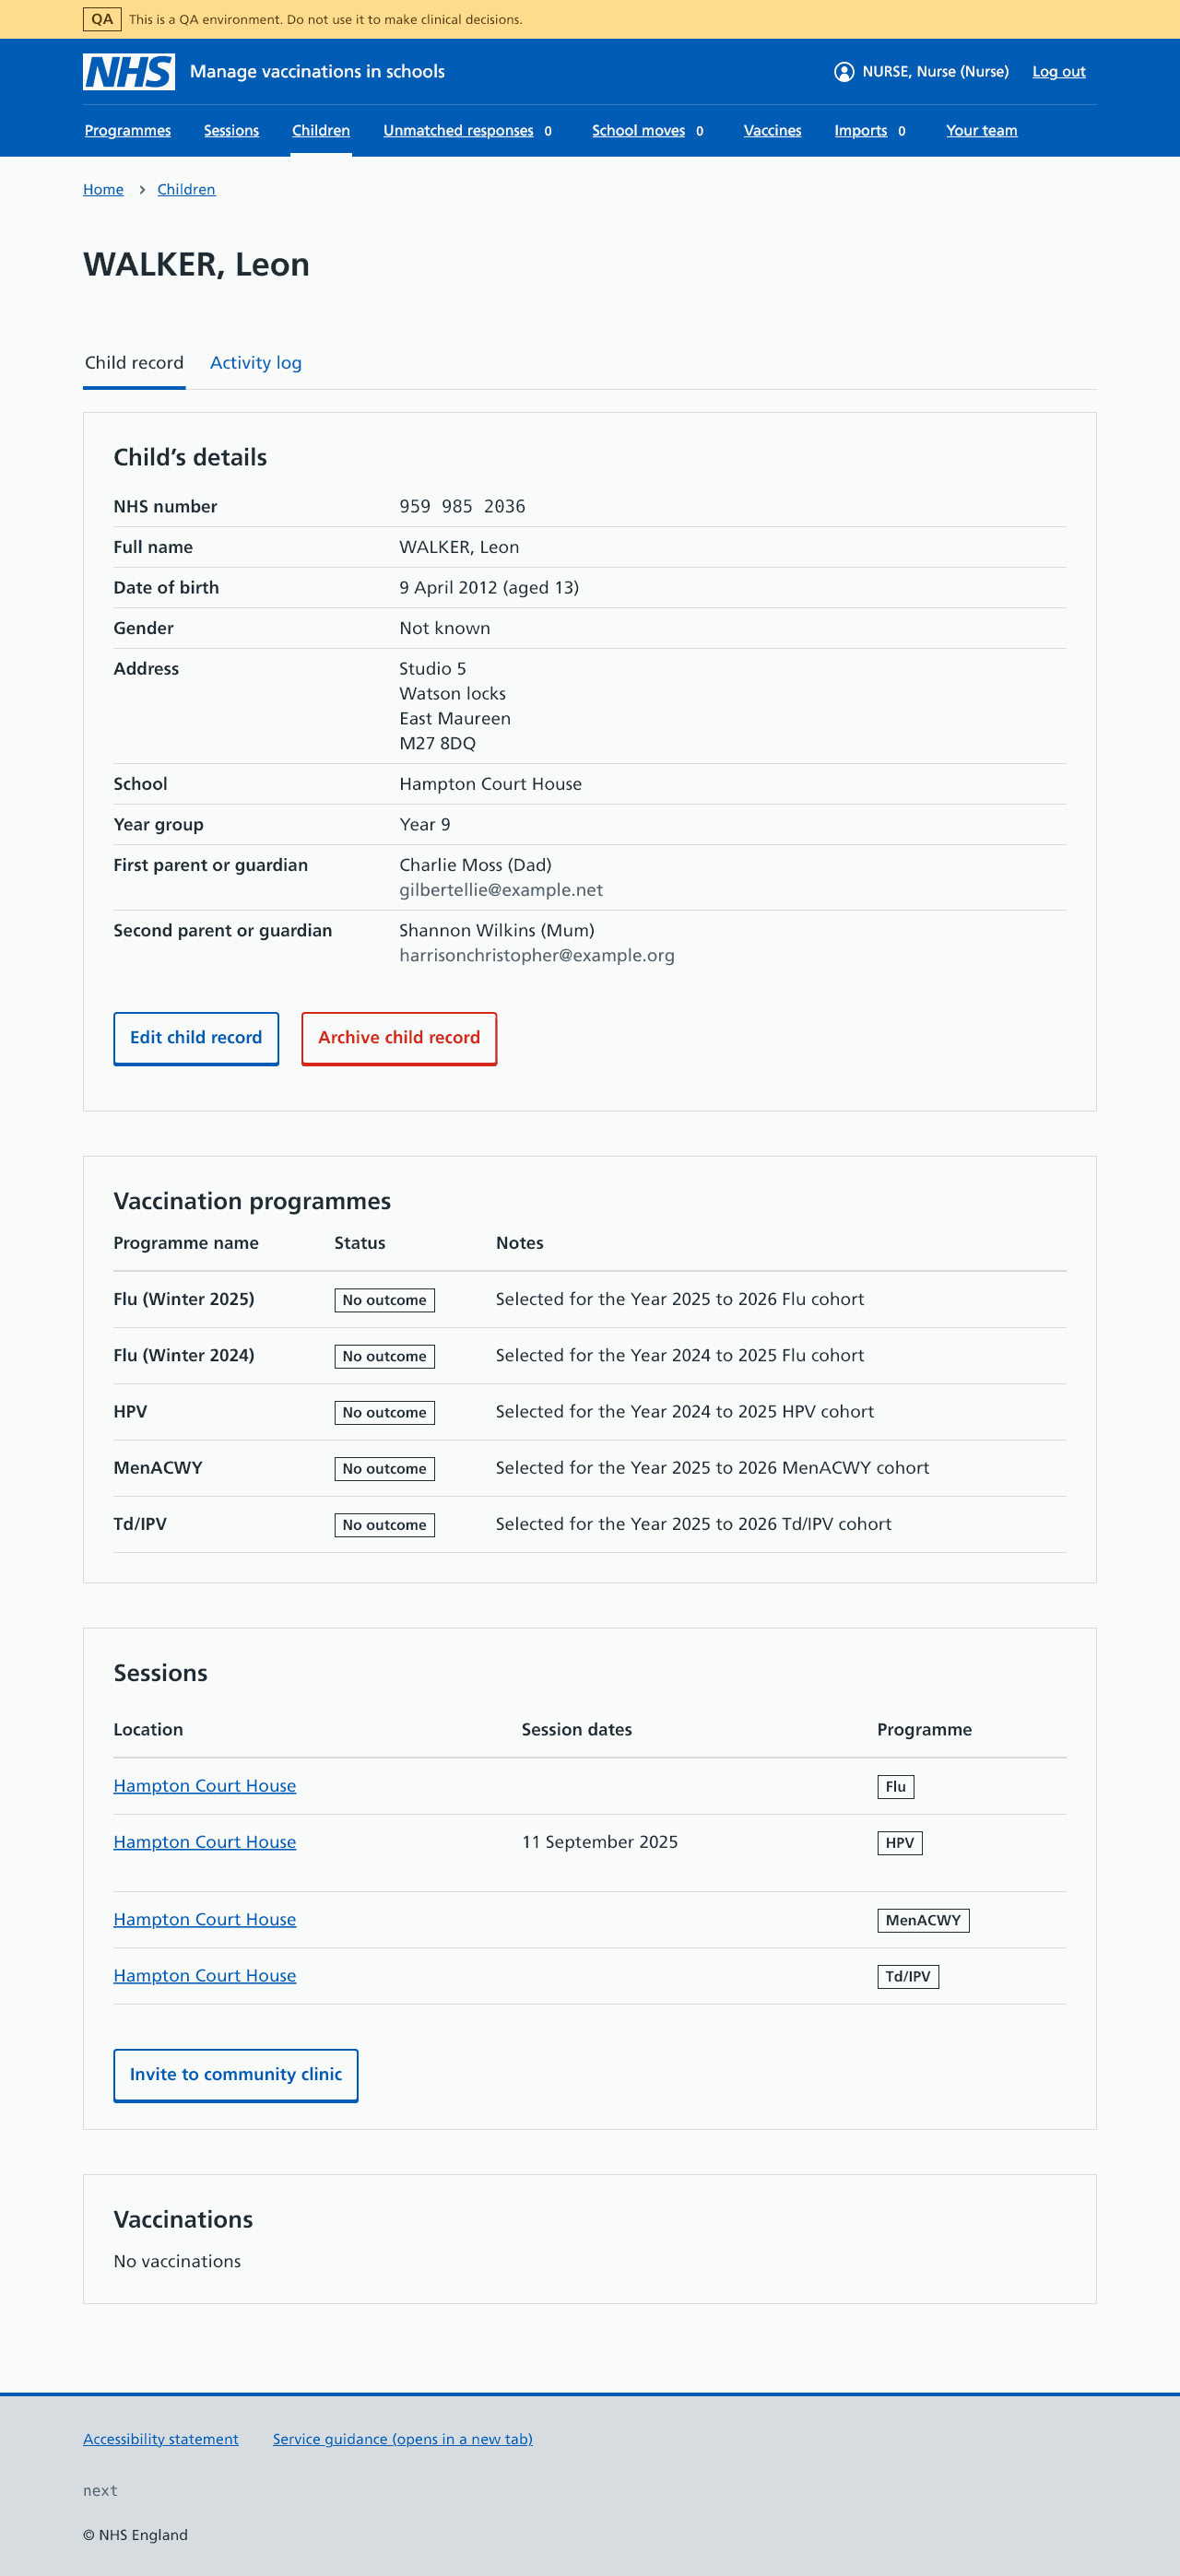 QA This is a QA environment. Do not use it to make clinical decisions.
NHS Manage vaccinations in schools NURSE, Nurse (Nurse) Log out
Programmes Sessions Children Unmatched responses 0 School moves 0 Vaccines Imports 0 Your team
Home Children
WALKER, Leon
Child record Activity log
Child’s details
NHS number 959 985 2036
Full name WALKER, Leon
Date of birth 9 April 2012 (aged 13)
Gender Not known
Address Studio 5
Watson locks
East Maureen
M27 8DQ
School Hampton Court House
Year group Year 9
First parent or guardian Charlie Moss (Dad)
gilbertellie@example.net
Second parent or guardian Shannon Wilkins (Mum)
harrisonchristopher@example.org
Edit child record Archive child record
Vaccination programmes
Programme name Status Notes
Flu (Winter 2025) No outcome Selected for the Year 2025 to 2026 Flu cohort
Flu (Winter 2024) No outcome Selected for the Year 2024 to 2025 Flu cohort
HPV No outcome Selected for the Year 2024 to 2025 HPV cohort
MenACWY No outcome Selected for the Year 2025 to 2026 MenACWY cohort
Td/IPV No outcome Selected for the Year 2025 to 2026 Td/IPV cohort
Sessions
Location Session dates Programme
Hampton Court House Flu
Hampton Court House 11 September 2025 HPV
Hampton Court House MenACWY
Hampton Court House Td/IPV
Invite to community clinic
Vaccinations
No vaccinations
Accessibility statement Service guidance (opens in a new tab)
next
© NHS England